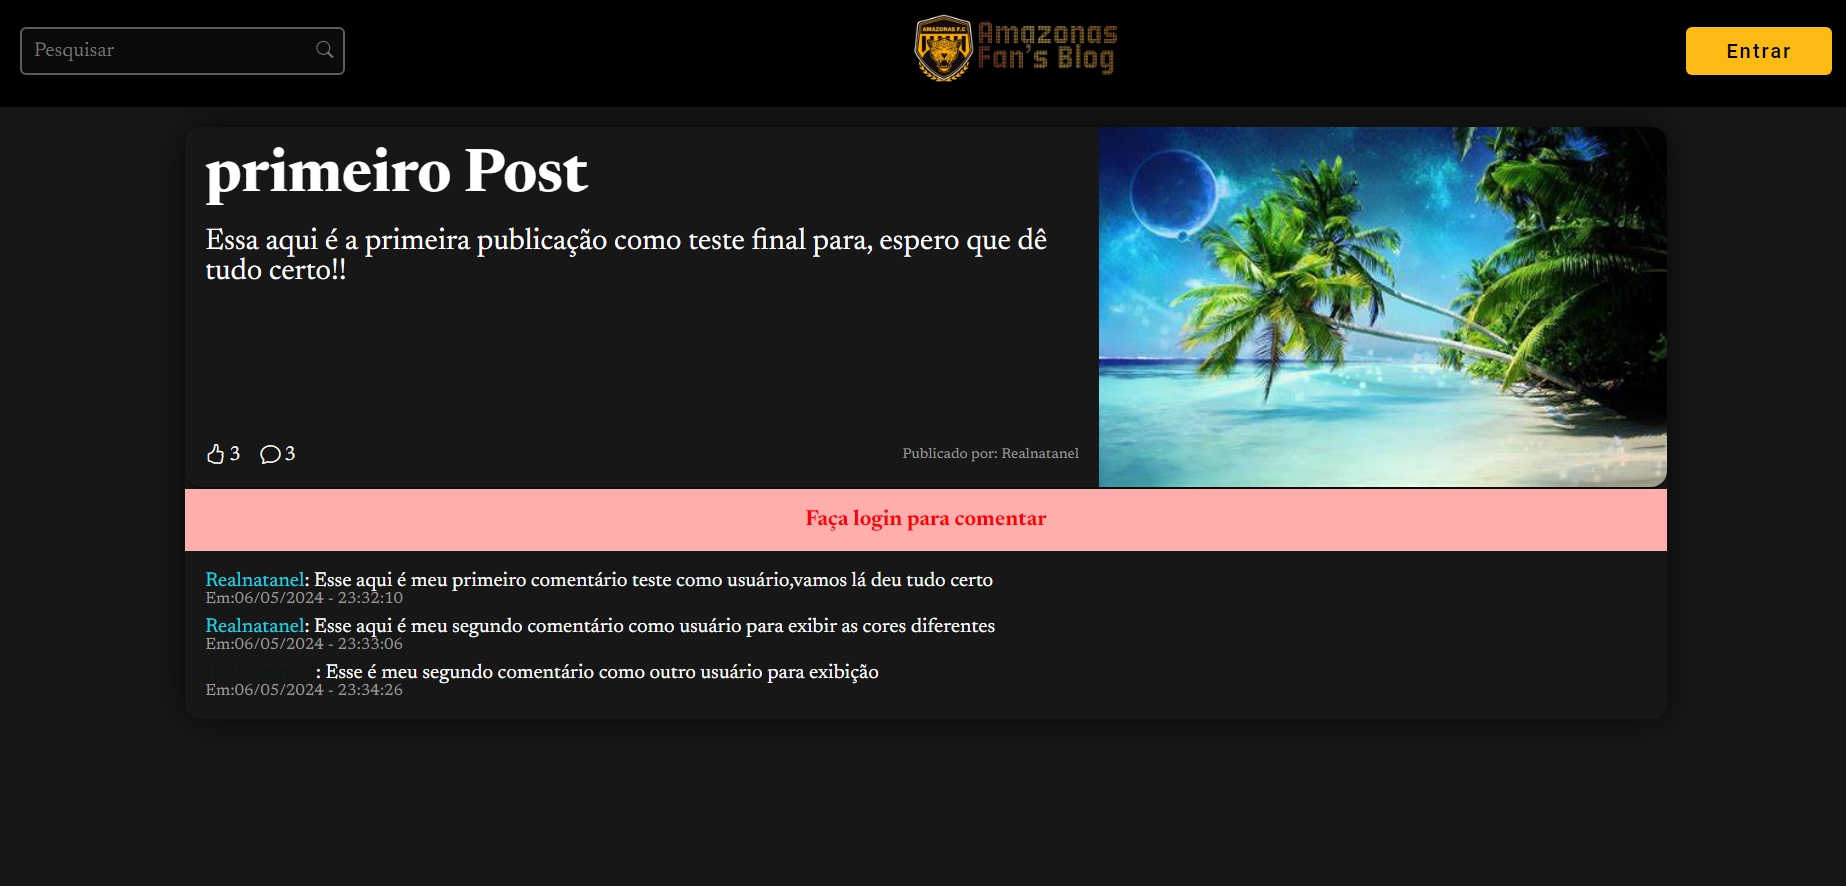 Pesquisar
AMAZONAS F.C
Amazonas
Fan's Blog
Entrar
primeiro Post
Essa aqui é a primeira publicação como teste final para, espero que dê
tudo certo!!
3 3
Publicado por: Realnatanel
Faça login para comentar
Realnatanel: Esse aqui é meu primeiro comentário teste como usuário,vamos lá deu tudo certo
Em:06/05/2024 - 23:32:10
Realnatanel: Esse aqui é meu segundo comentário como usuário para exibir as cores diferentes
Em:06/05/2024 - 23:33:06
: Esse é meu segundo comentário como outro usuário para exibição
Em:06/05/2024 - 23:34:26